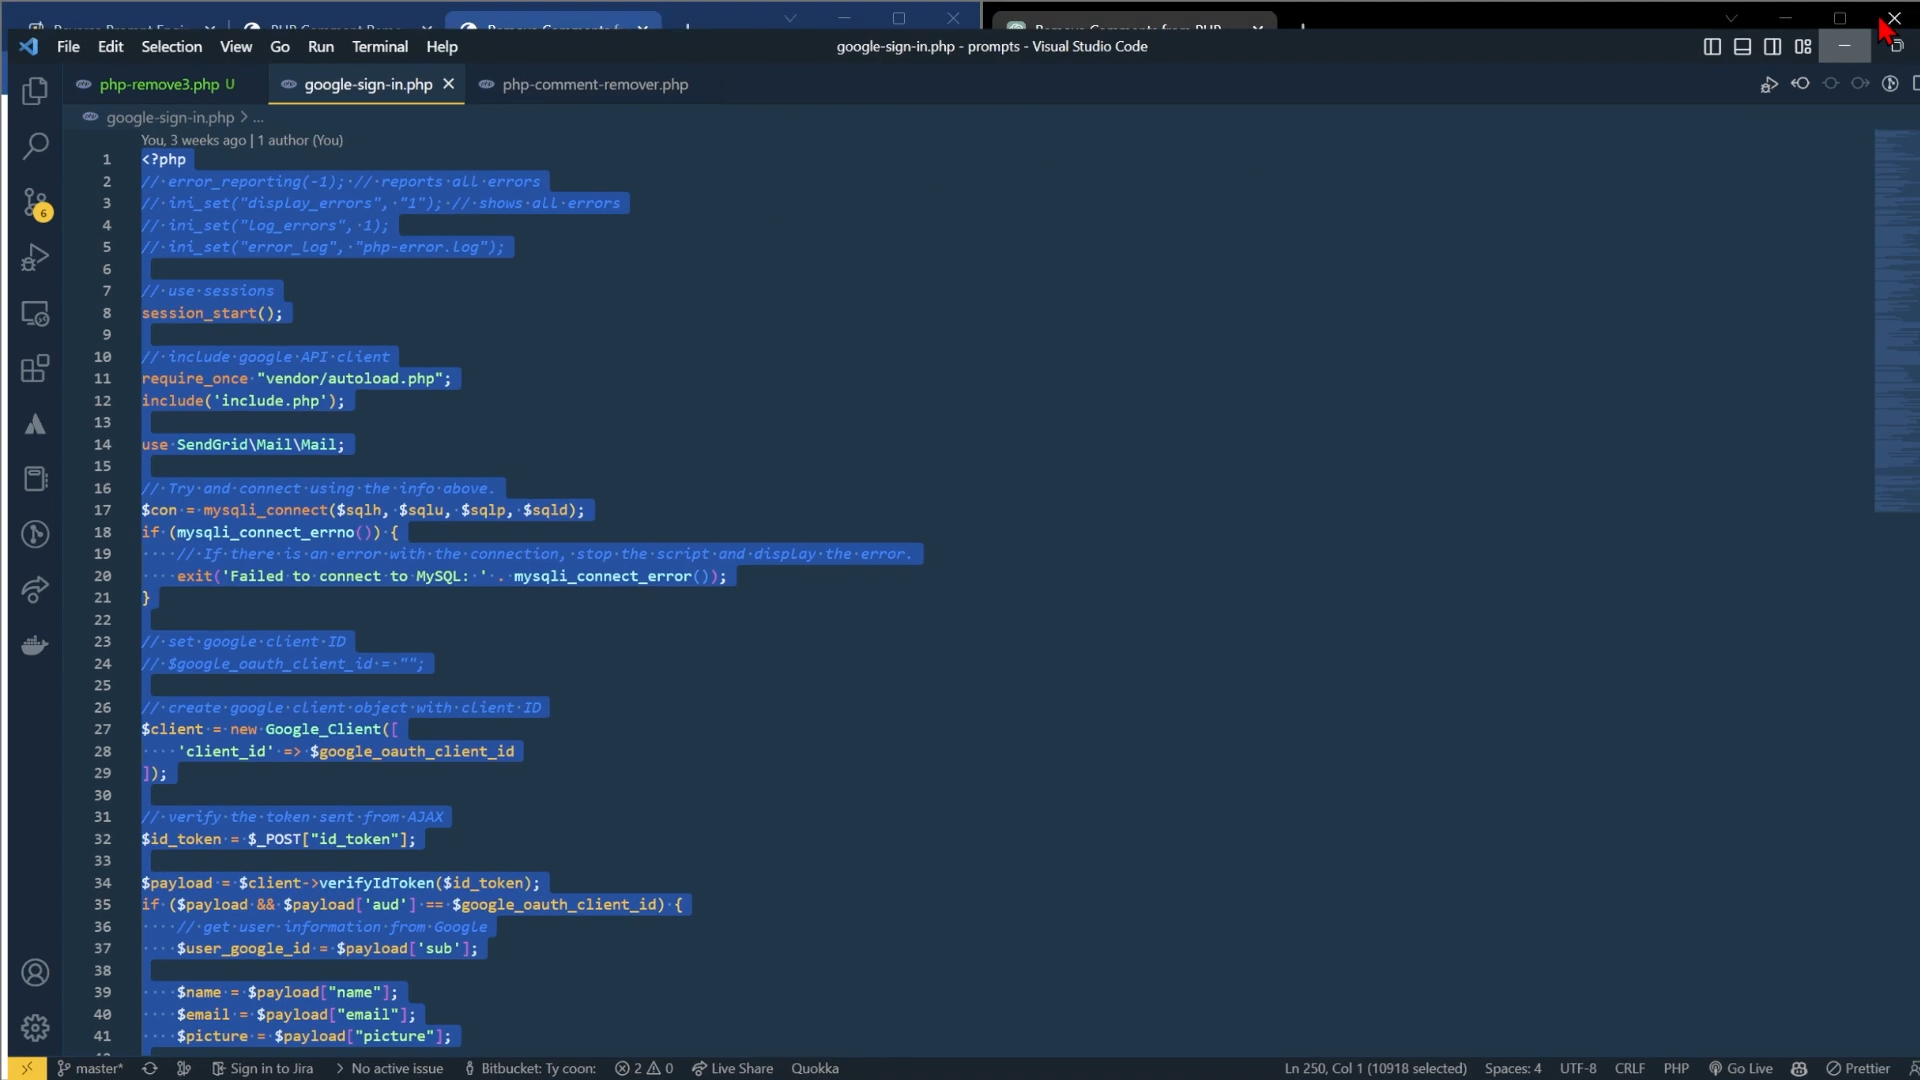 Remove Comments from PHP
File Edit Selection View Go Run Terminal Help
google-sign-in.php - prompts - Visual Studio Code
php-remove3.php U
google-sign-in.php
php-comment-remover.php
google-sign-in.php > ...
You, 3 weeks ago | 1 author (You)
1 <?php
2 // error_reporting(-1); // reports all errors
3 // ini_set("display_errors", "1"); // shows all errors
4 // ini_set("log_errors", 1);
5 // ini_set("error_log", "php-error.log");
6
7 // use sessions
8 session_start();
9
10 // include google API client
11 require_once "vendor/autoload.php";
12 include('include.php');
13
14 use SendGrid\Mail\Mail;
15
16 // Try and connect using the info above.
17 $con = mysqli_connect($sqlh, $sqlu, $sqlp, $sqld);
18 if (mysqli_connect_errno()) {
19 // If there is an error with the connection, stop the script and display the error.
20 exit('Failed to connect to MySQL: ' . mysqli_connect_error());
21 }
22
23 // set google client ID
24 // $google_oauth_client_id = "";
25
26 // create google client object with client ID
27 $client = new Google_Client([
28 'client_id' => $google_oauth_client_id
29 ]);
30
31 // verify the token sent from AJAX
32 $id_token = $_POST["id_token"];
33
34 $payload = $client->verifyIdToken($id_token);
35 if ($payload && $payload['aud'] == $google_oauth_client_id) {
36 // get user information from Google
37 $user_google_id = $payload['sub'];
38
39 $name = $payload["name"];
40 $email = $payload["email"];
41 $picture = $payload["picture"];
6
master* Sign in to Jira No active issue Bitbucket: Ty coon: 2 0 Live Share Quokka Ln 250, Col 1 (10918 selected) Spaces: 4 UTF-8 CRLF PHP Go Live Prettier